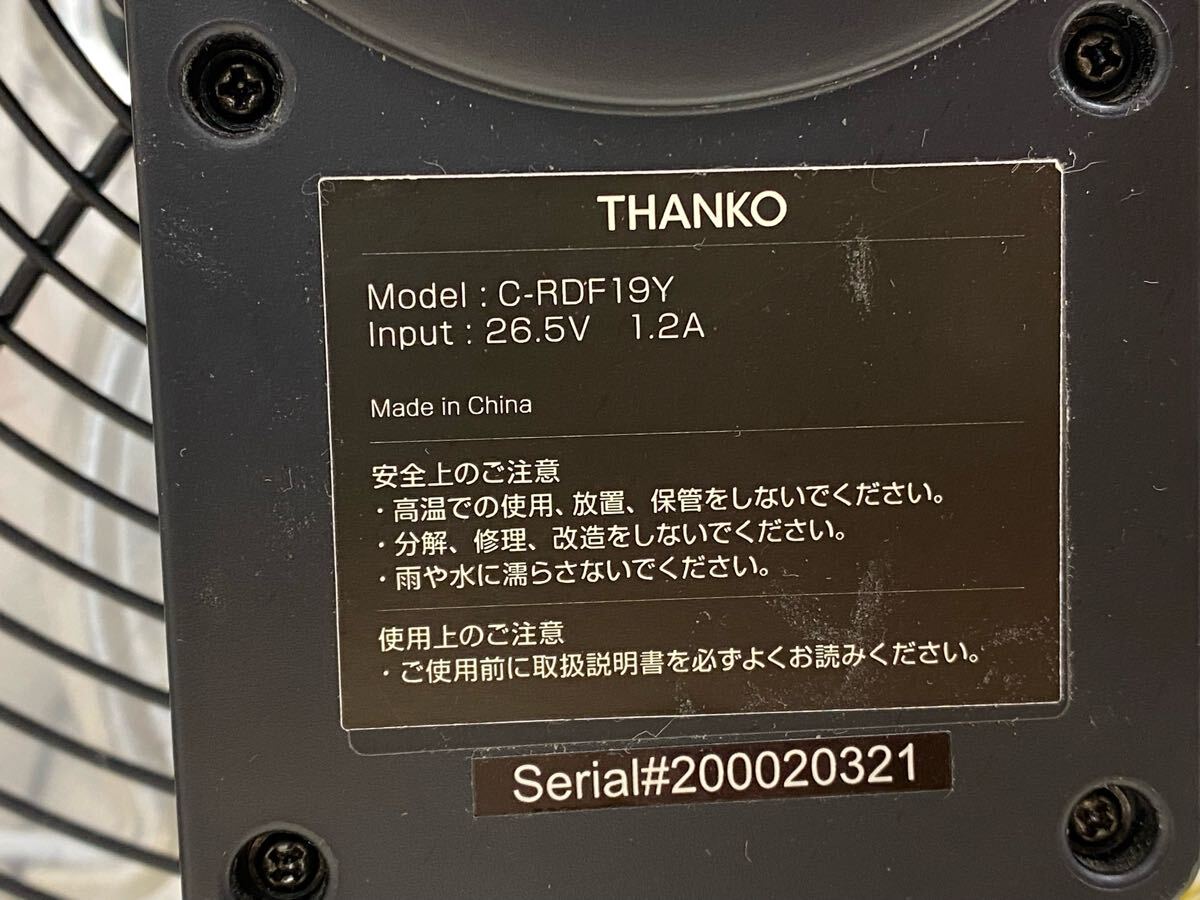 THANKO
Model : C-RDF19Y
Input : 26.5V 1.2A
Made in China
安全上のご注意
・高温での使用、放置、保管をしないでください。
・分解、修理、改造をしないでください。
・雨や水に濡らさないでください。
使用上のご注意
・ご使用前に取扱説明書を必ずよくお読みください。
Serial#200020321